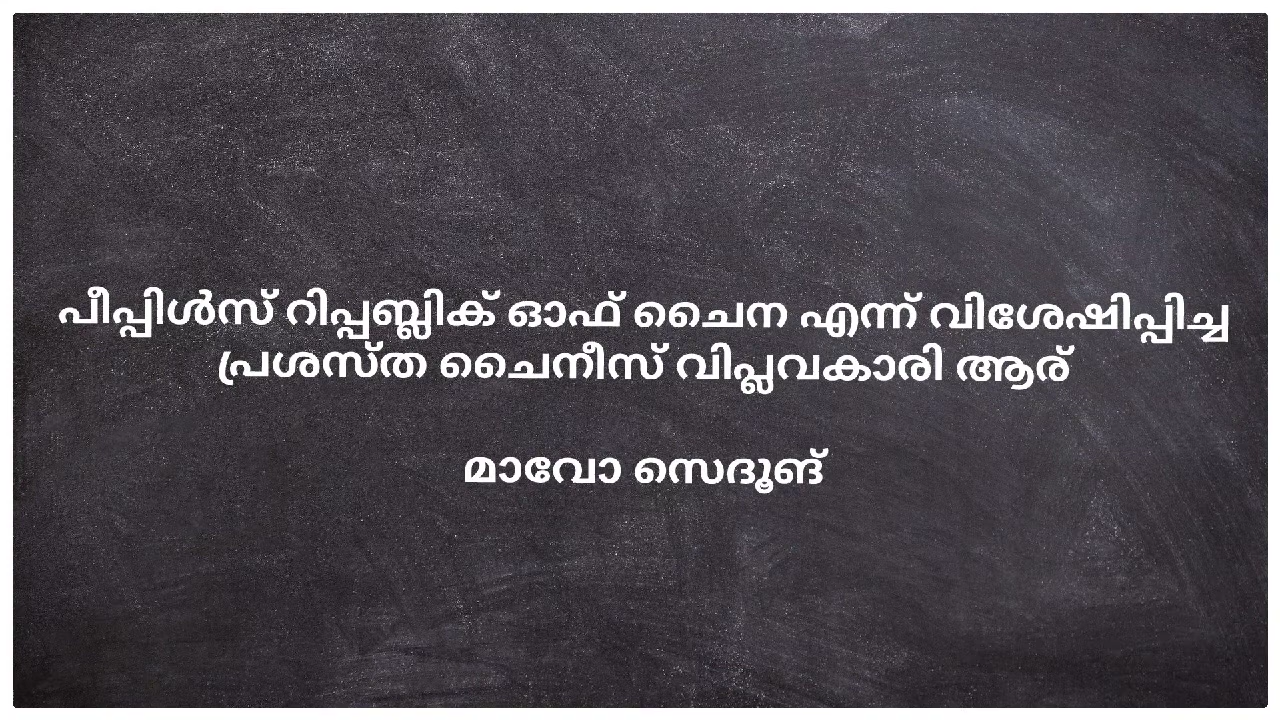 പീപ്പിൾസ് റിപ്പബ്ലിക് ഓഫ് ചൈന എന്ന് വിശേഷിപ്പിച്ച
പ്രശസ്ത ചൈനീസ് വിപ്ലവകാരി ആര്
മാവോ സെദൂങ്